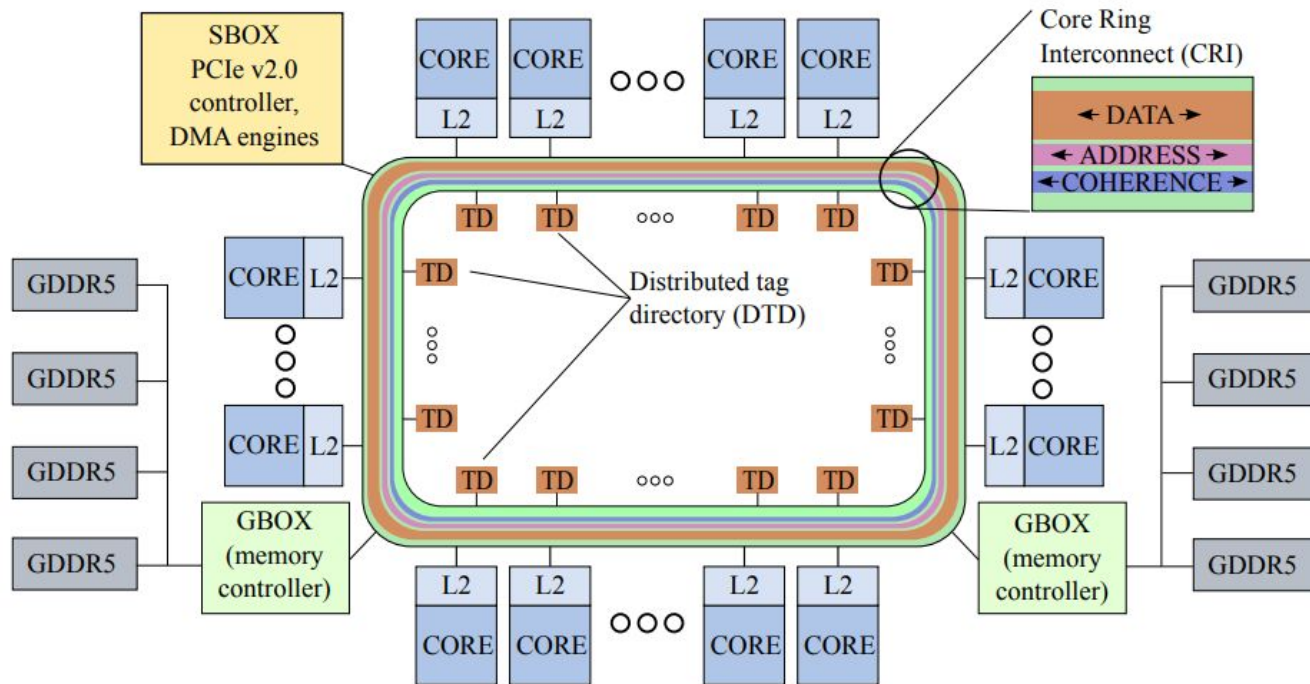 SBOX
PCIe v2.0
controller,
DMA engines
CORE
L2
CORE
L2
CORE
L2
CORE
L2
Core Ring
Interconnect (CRI)
DATA
ADDRESS
COHERENCE
TD
TD
TD
TD
TD
TD
TD
TD
TD
TD
TD
TD
Distributed tag
directory (DTD)
CORE L2
CORE L2
L2 CORE
L2 CORE
GDDR5
GDDR5
GDDR5
GDDR5
GBOX
(memory
controller)
GBOX
(memory
controller)
GDDR5
GDDR5
GDDR5
GDDR5
L2
CORE
L2
CORE
L2
CORE
L2
CORE